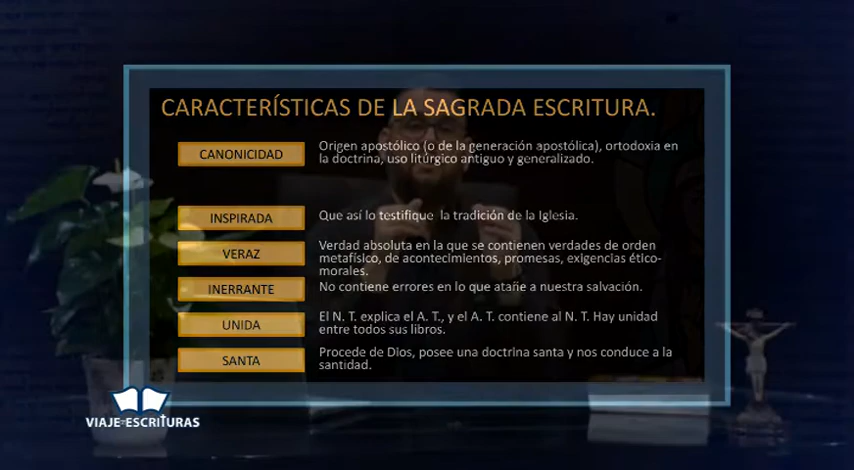 CARACTERÍSTICAS DE LA SAGRADA ESCRITURA.
CANONICIDAD
Origen apostólico (o de la generación apostólica), ortodoxia en
la doctrina, uso litúrgico antiguo y generalizado.
INSPIRADA
Que así lo testifique la tradición de la Iglesia.
VERAZ
Verdad absoluta en la que se contienen verdades de orden
metafísico, de acontecimientos, promesas, exigencias ético-
morales.
INERRANTE
No contiene errores en lo que atañe a nuestra salvación.
UNIDA
El N. T. explica el A. T., y el A. T. contiene al N. T. Hay unidad
entre todos sus libros.
SANTA
Procede de Dios, posee una doctrina santa y nos conduce a la
santidad.
VIAJE ESCRITURAS